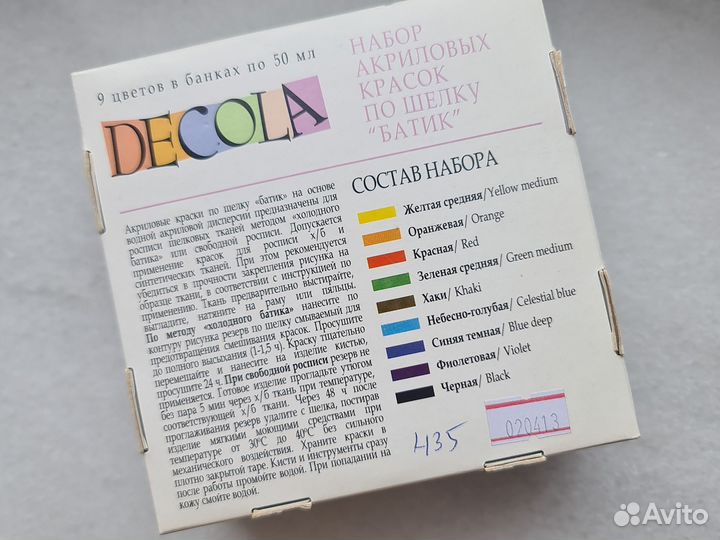 9 цветов в банках по 50 мл
DECOLA
НАБОР
АКРИЛОВЫХ
КРАСОК
ПО ШЕЛКУ
"БАТИК"
Акриловые краски по шелку «батик» на основе
водной акриловой дисперсии предназначены для
росписи шелковых тканей методом «холодного
батика» или свободной росписи. Допускается
применение красок для росписи х/б и
синтетических тканей. При этом рекомендуется
убедиться в прочности закрепления рисунка на
образце ткани, в соответствии с инструкцией по
применению. Ткань предварительно выстирайте,
выгладите, натяните на раму или пяльцы.
По методу «холодного батика» нанесите по
контуру рисунка резерв по шелку смываемый для
предотвращения смешивания красок. Просушите
до полного высыхания (1-1,5 ч). Краску тщательно
перемешайте и нанесите на изделие кистью,
просушите 24 ч. При свободной росписи резерв не
применяется. Готовое изделие прогладьте утюгом
без пара 5 мин через х/б ткань при температуре,
соответствующей х/б ткани. Через 48 ч после
проглаживания резерв удалите с шелка, постирав
изделие мягкими моющими средствами при
температуре от 30°С до 40°С без сильного
механического воздействия. Храните краски в
плотно закрытой таре. Кисти и инструменты сразу
после работы промойте водой. При попадании на
кожу смойте водой.
СОСТАВ НАБОРА
Желтая средняя/Yellow medium
Оранжевая/ Orange
Красная/ Red
Зеленая средняя/ Green medium
Хаки/ Khaki
Небесно-голубая/ Celestial blue
Синяя темная/ Blue deep
Фиолетовая/ Violet
Черная/ Black
435
020413
Avito